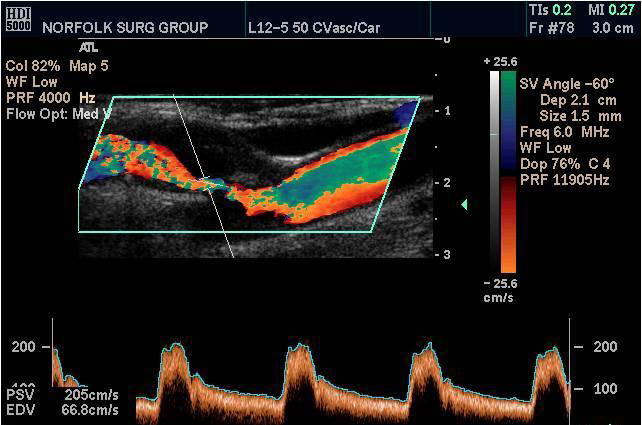 HDI
5000
NORFOLK SURG GROUP
L12-5 50 CVasc/Car
TIs 0.2 MI 0.27
Fr #78 3.0 cm
ATL
Col 82% Map 5
WF Low
PRF 4000 Hz
Flow Opt: Med V
0
1
2
3
+ 25.6
- 25.6
cm/s
SV Angle -60°
Dep 2.1 cm
Size 1.5 mm
Freq 6.0 MHz
WF Low
Dop 76% C 4
PRF 11905Hz
200
100
PSV 205cm/s
EDV 66.8cm/s
200
100